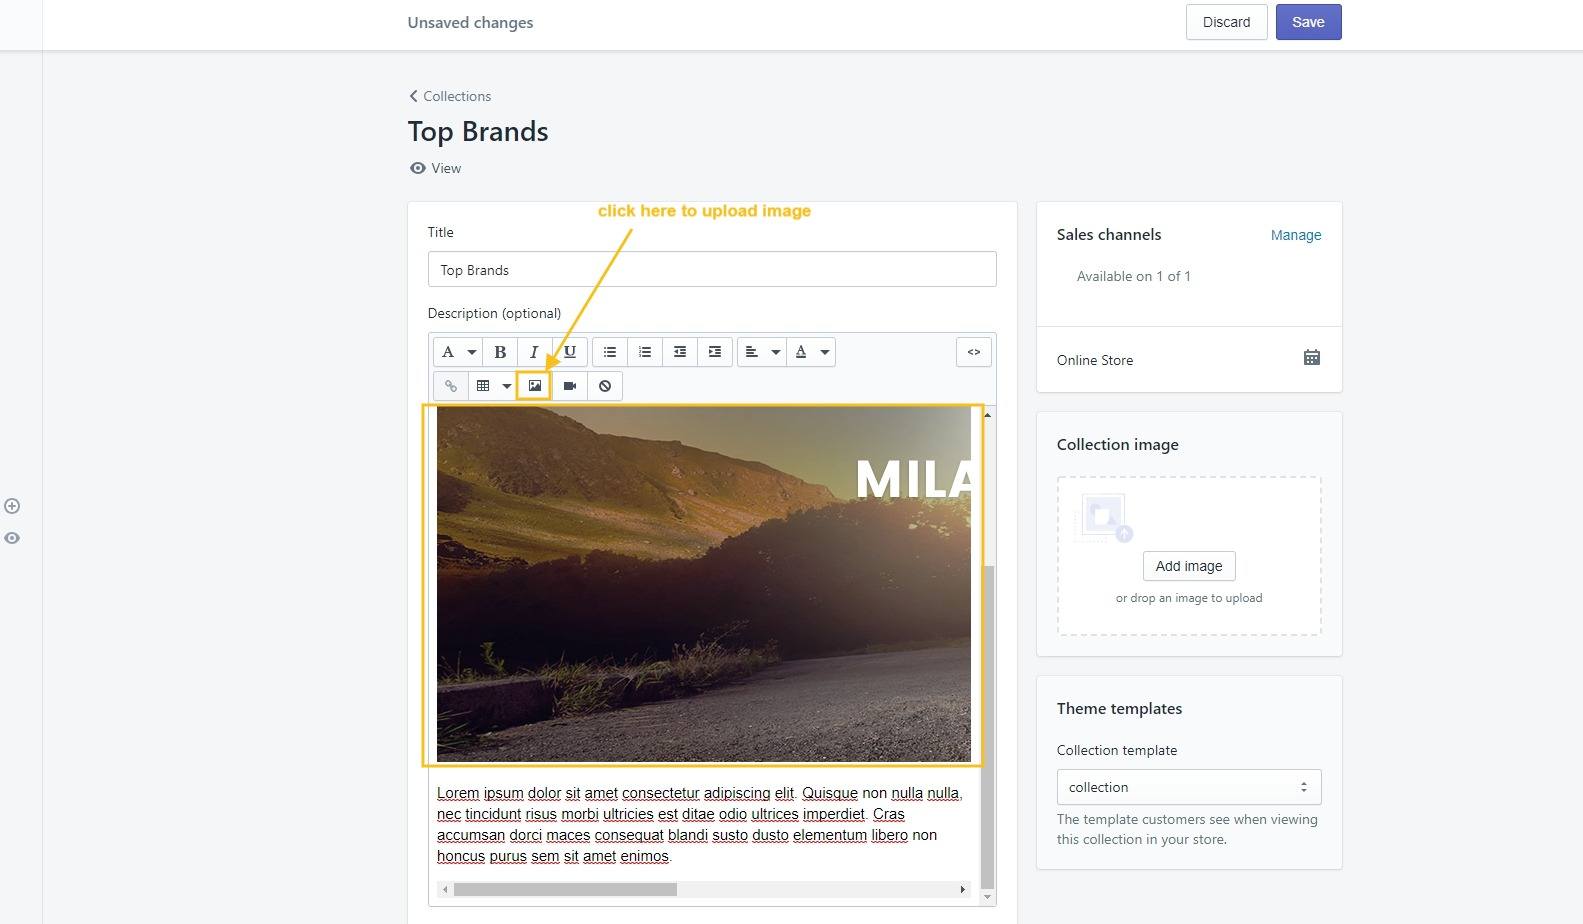 Unsaved changes
Discard
Save
Collections
Top Brands
View
click here to upload image
Title
Top Brands
Description (optional)
A
B
I
U
A
<>
MILA
Lorem ipsum dolor sit amet consectetur adipiscing elit. Quisque non nulla nulla,
nec tincidunt risus morbi ultricies est ditae odio ultrices imperdiet. Cras
accumsan dorci maces consequat blandi susto dusto elementum libero non
honcus purus sem sit amet enimos.
Sales channels
Manage
Available on 1 of 1
Online Store
Collection image
Add image
or drop an image to upload
Theme templates
Collection template
collection
The template customers see when viewing
this collection in your store.